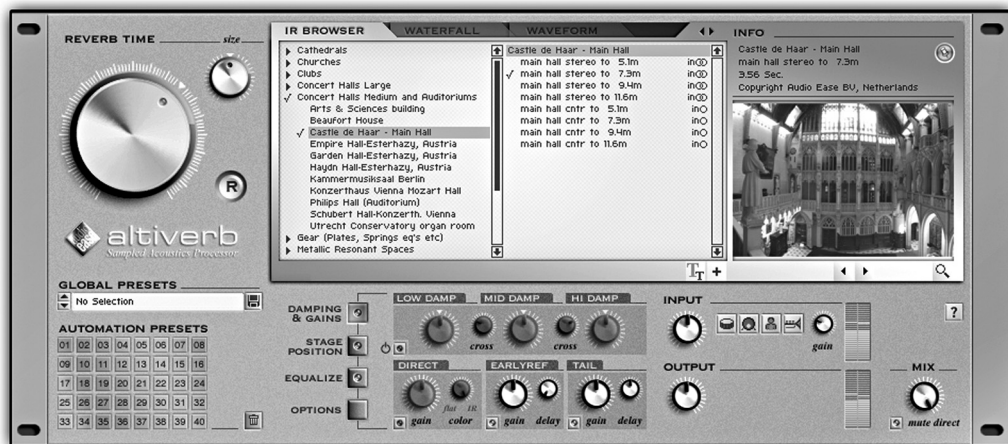 REVERB TIME
size
R
altiverb
Sampled Acoustics Processor
GLOBAL PRESETS
No Selection
AUTOMATION PRESETS
01 02 03 04 05 06 07 08
09 10 11 12 13 14 15 16
17 18 19 20 21 22 23 24
25 26 27 28 29 30 31 32
33 34 35 36 37 38 39 40
IR BROWSER WATERFALL WAVEFORM
Cathedrals
Churches
Clubs
Concert Halls Large
Concert Halls Medium and Auditoriums
Arts & Sciences building
Beaufort House
Castle de Haar - Main Hall
Empire Hall-Esterhazy, Austria
Garden Hall-Esterhazy, Austria
Haydn Hall-Esterhazy, Austria
Kammermusiksaal Berlin
Konzerthaus Vienna Mozart Hall
Philips Hall (Auditorium)
Schubert Hall-Konzerth. Vienna
Utrecht Conservatory organ room
Gear (Plates, Springs eq's etc)
Metallic Resonant Spaces
Castle de Haar - Main Hall
main hall stereo to 5.1m in
main hall stereo to 7.3m in
main hall stereo to 9.4m in
main hall stereo to 11.6m in
main hall cntr to 5.1m in
main hall cntr to 7.3m in
main hall cntr to 9.4m in
main hall cntr to 11.6m in
TT +
INFO
Castle de Haar - Main Hall
main hall stereo to 7.3m
3.56 Sec.
Copyright Audio Ease BV, Netherlands
DAMPING & GAINS
STAGE POSITION
EQUALIZE
OPTIONS
LOW DAMP MID DAMP HI DAMP
cross cross
DIRECT EARLYREF TAIL
flat IR
gain color gain delay gain delay
INPUT
gain
OUTPUT
?
MIX
mute direct